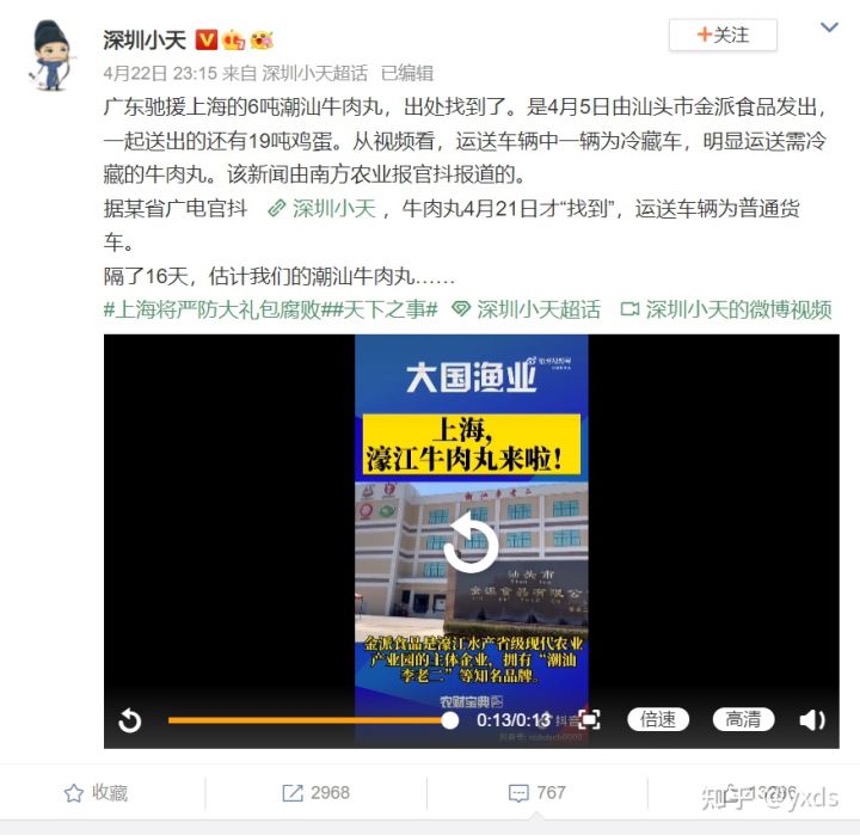 深圳小天
+关注
4月22日 23:15 来自 深圳小天超话 已编辑
广东驰援上海的6吨潮汕牛肉丸，出处找到了。是4月5日由汕头市金派食品发出，
一起送出的还有19吨鸡蛋。从视频看，运送车辆中一辆为冷藏车，明显运送需冷
藏的牛肉丸。该新闻由南方农业报官抖报道的。
据某省广电官抖 深圳小天 ，牛肉丸4月21日才“找到”，运送车辆为普通货
车。
隔了16天，估计我们的潮汕牛肉丸……
#上海将严防大礼包腐败##天下之事# 深圳小天超话 深圳小天的微博视频
大国渔业
上海，
濠江牛肉丸来啦！
汕头市
金派食品有限公
金派食品是濠江水产省级现代农业
产业园的主体企业，拥有“潮汕
李老二”等知名品牌。
农财宝典
0:13/0:13
抖音
倍速
高清
收藏
2968
767
知乎 @yxds